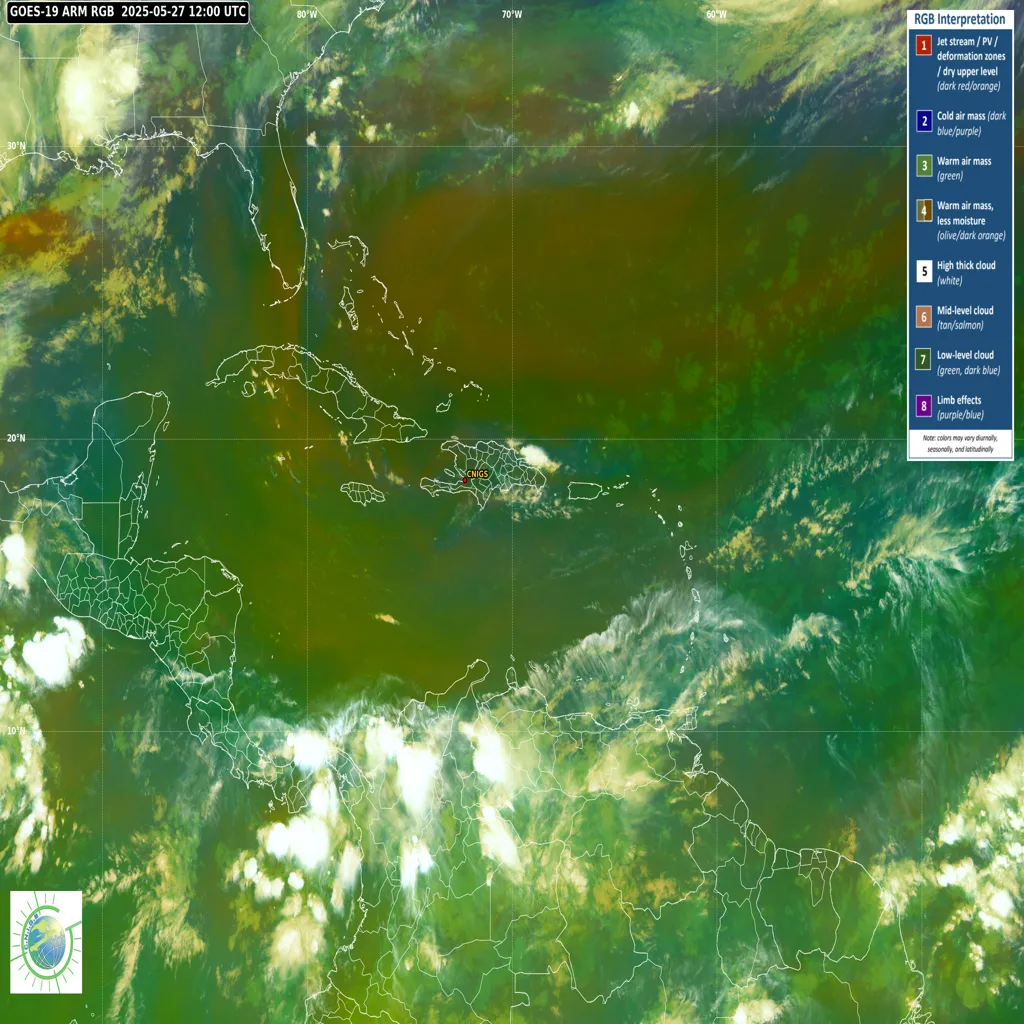 GOES-19 ARM RGB 2025-05-27 12:00 UTC
80°W
70°W
60°W
30°N
20°N
10°N
CNIGS
RGB Interpretation
1
Jet stream / PV /
deformation zones
/ dry upper level
(dark red/orange)
2
Cold air mass (dark
blue/purple)
3
Warm air mass
(green)
4
Warm air mass,
less moisture
(olive/dark orange)
5
High thick cloud
(white)
6
Mid-level cloud
(tan/salmon)
7
Low-level cloud
(green, dark blue)
8
Limb effects
(purple/blue)
Note: colors may vary diurnally,
seasonally, and latitudinally